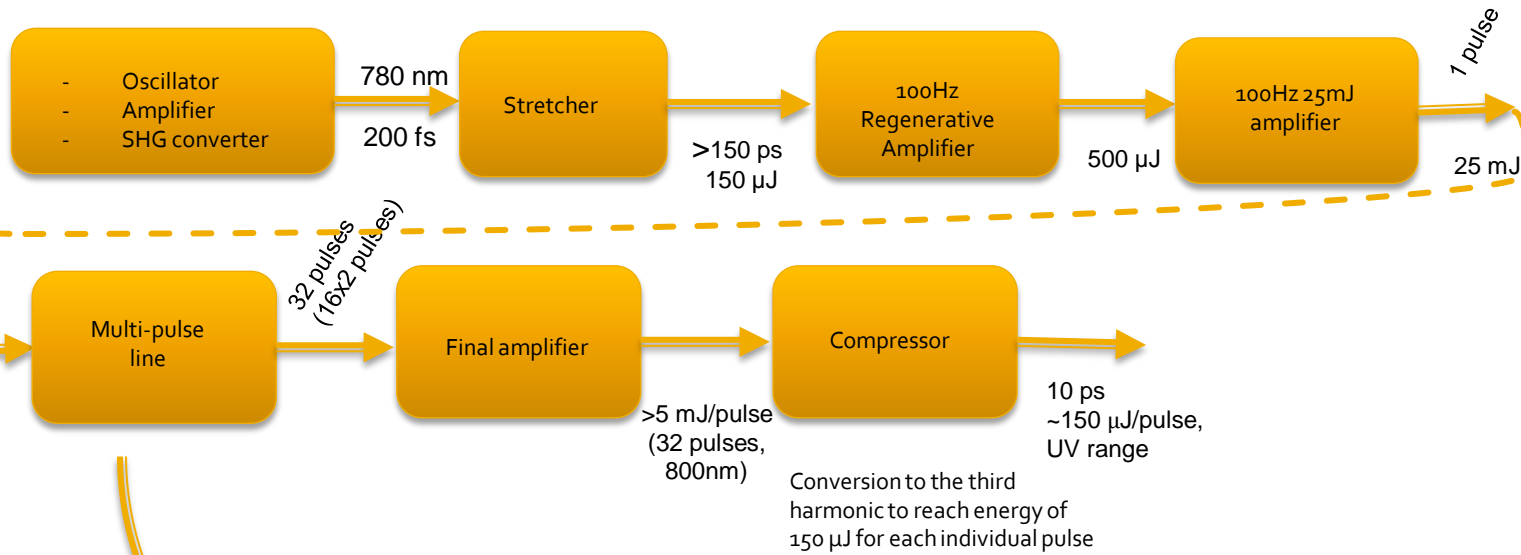 - Oscillator
- Amplifier
- SHG converter
780 nm
200 fs
Stretcher
>150 ps
150 µJ
100Hz
Regenerative
Amplifier
500 µJ
100Hz 25mJ
amplifier
1 pulse
25 mJ
Multi-pulse
line
32 pulses
(16x2 pulses)
Final amplifier
>5 mJ/pulse
(32 pulses,
800nm)
Compressor
10 ps
~150 µJ/pulse,
UV range
Conversion to the third
harmonic to reach energy of
150 µJ for each individual pulse